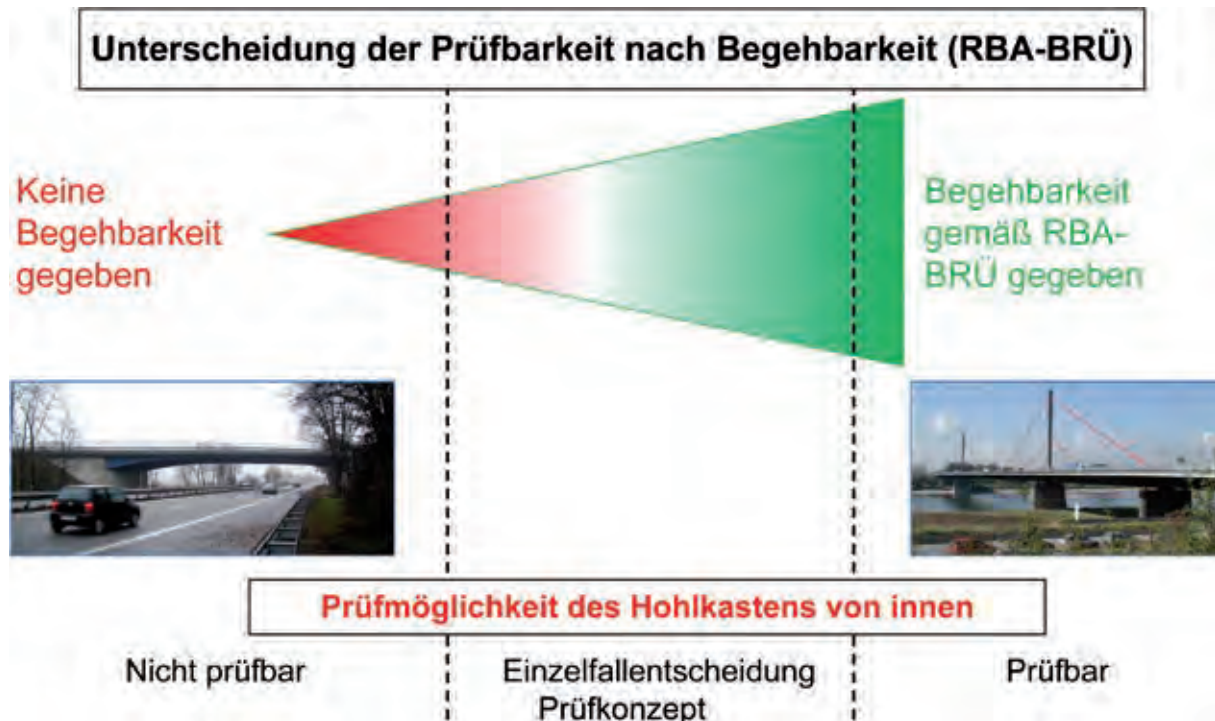 Unterscheidung der Prüfbarkeit nach Begehbarkeit (RBA-BRÜ)
Keine
Begehbarkeit
gegeben
Begehbarkeit
gemäß RBA-
BRÜ gegeben
Prüfmöglichkeit des Hohlkastens von innen
Nicht prüfbar
Einzelfallentscheidung
Prüfkonzept
Prüfbar